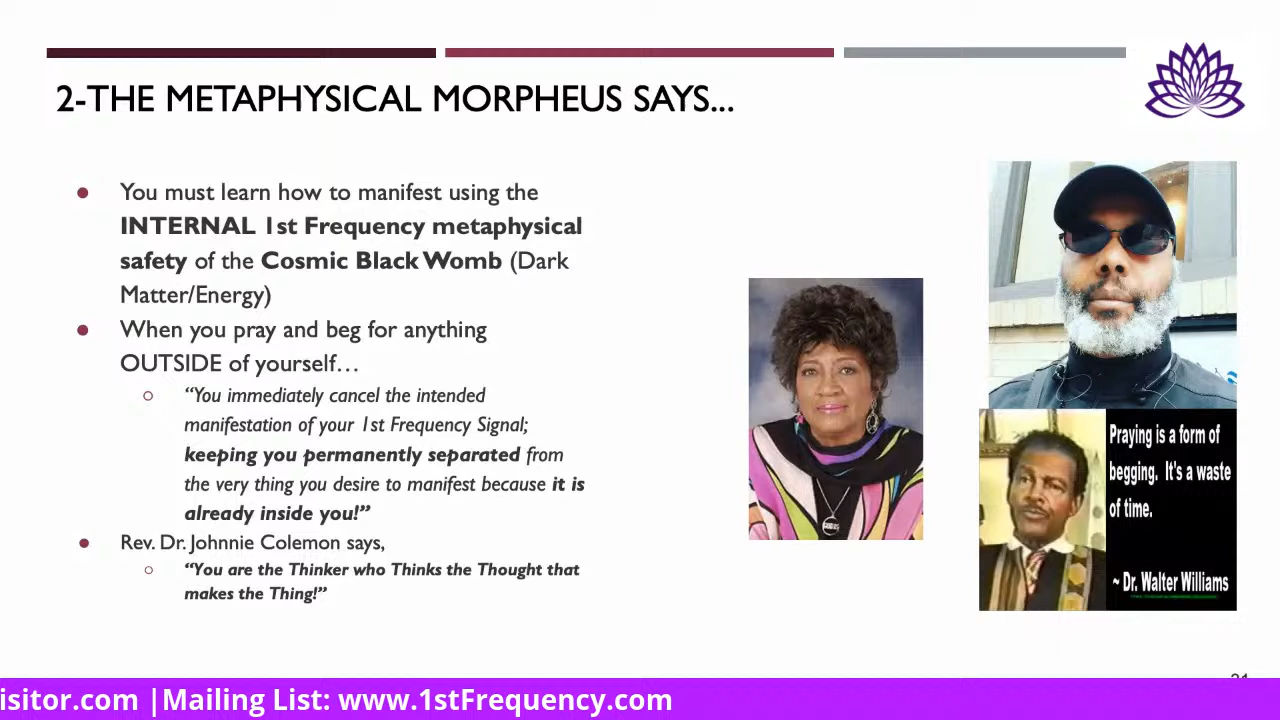 2-THE METAPHYSICAL MORPHEUS SAYS...
● You must learn how to manifest using the
INTERNAL 1st Frequency metaphysical
safety of the Cosmic Black Womb (Dark
Matter/Energy)
● When you pray and beg for anything
OUTSIDE of yourself…
○ “You immediately cancel the intended
manifestation of your 1st Frequency Signal;
keeping you permanently separated from
the very thing you desire to manifest because it is
already inside you!”
● Rev. Dr. Johnnie Colemon says,
○ “You are the Thinker who Thinks the Thought that
makes the Thing!”
Praying is a form of
begging. It's a waste
of time.
~ Dr. Walter Williams
isitor.com |Mailing List: www.1stFrequency.com